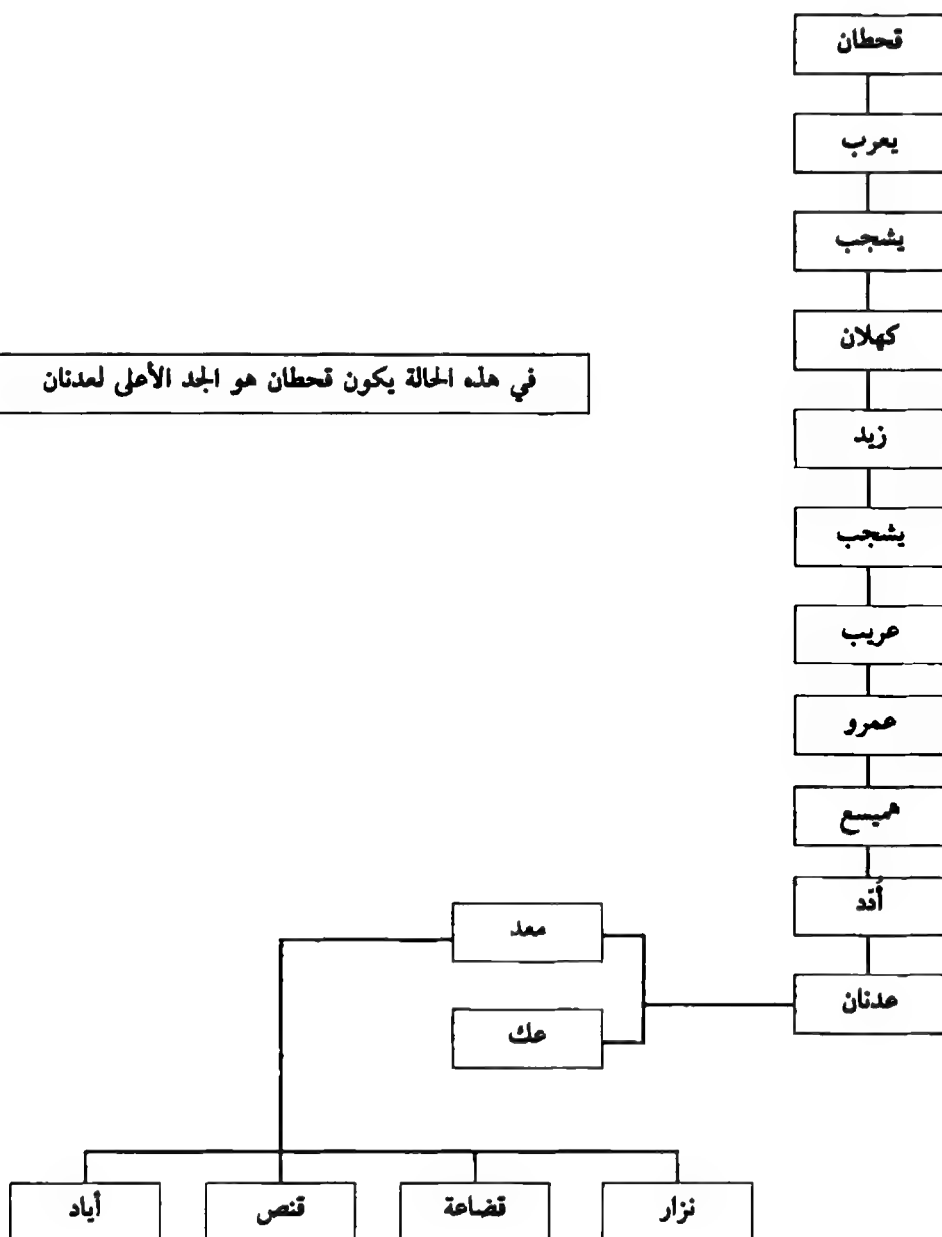 قحطان
يعرب
يشجب
كهلان
في هذه الحالة يكون قحطان هو الجد الأعلى لعدنان
زيد
يشجب
عريب
عمرو
هميسع
أُدَد
معد
عدنان
عك
نزار
قضاعة
قنص
أياد